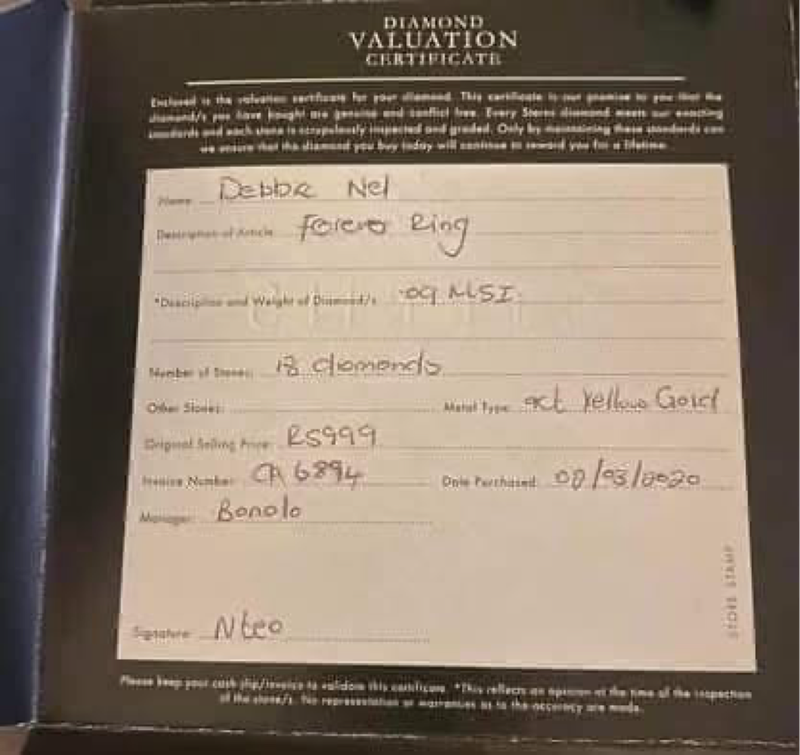 DIAMOND
VALUATION
CERTIFICATE
Enclosed is the valuation certificate for your diamond. This certificate is our promise to you that the
diamond/s you have bought are genuine and conflict free. Every Sterns diamond meets our exacting
standards and each stone is scrupulously inspected and graded. Only by maintaining these standards can
we ensure that the diamond you buy today will continue to reward you for a lifetime.
Name: Debbie Nel
Description of Article: Forever Ring
*Description and Weight of Diamond/s
Number of Stones: 18 diamonds
Other Stones: Metal Type: 9ct Yellow Gold
Original Selling Price: R5999
Invoice Number: CA 6894 Date Purchased: /03/2020
Manager: Bonolo
Signature: Nteo
STORE STAMP
Please keep your cash slip/invoice to validate this certificate. *This reflects an opinion at the time of the inspection
of the stone/s. No representation or warranties as to the accuracy are made.